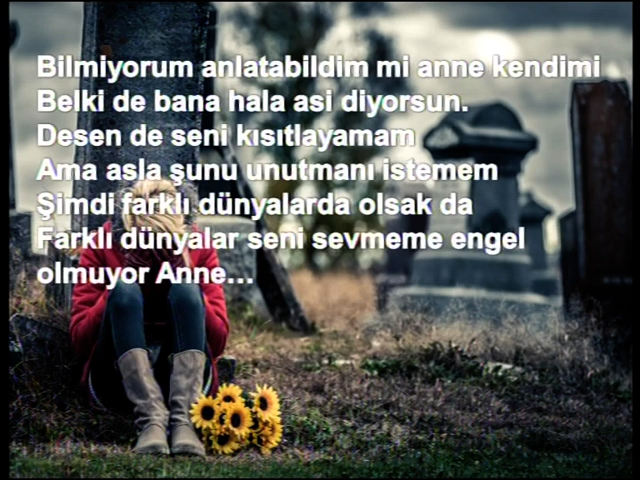 Bilmiyorum anlatabildim mi anne kendimi
Belki de bana hala asi diyorsun.
Desen de seni kısıtlayamam
Ama asla şunu unutmanı istemem
Şimdi farklı dünyalarda olsak da
Farklı dünyalar seni sevmeme engel
olmuyor Anne…